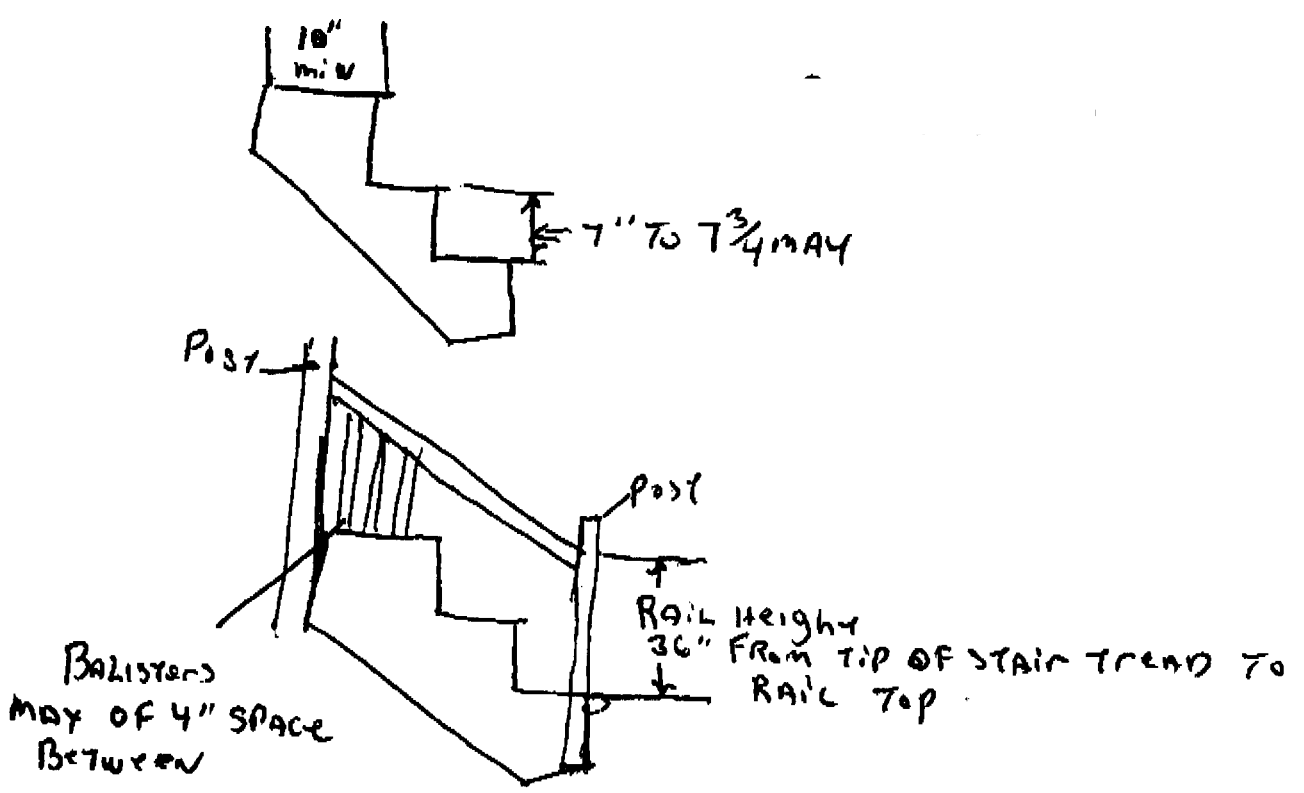 10"
min
7" TO 7 3/4 MAX
POST
POST
RAIL HeighT
36" FROM TIP OF STAIR TREAD TO
RAIL TOP
BALISTERS
MAX OF 4" SPACE
BETWEEN